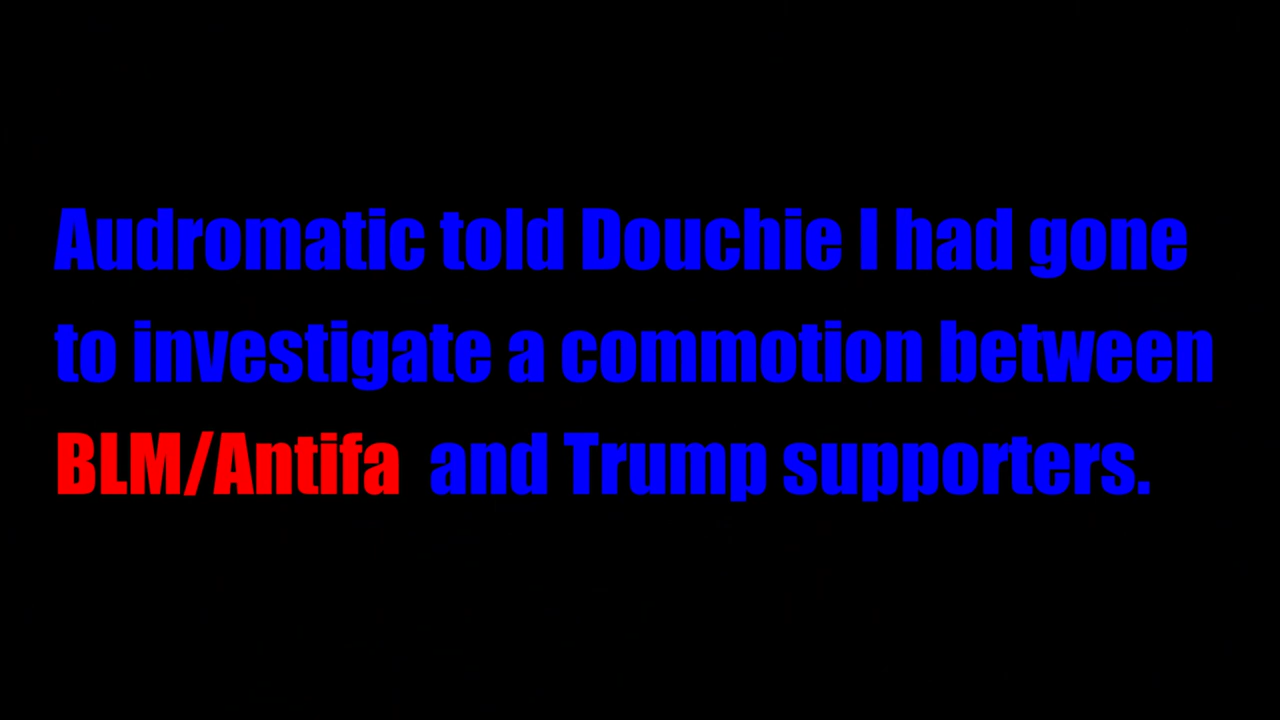 Audromatic told Douchie I had gone
to investigate a commotion between
BLM/Antifa and Trump supporters.